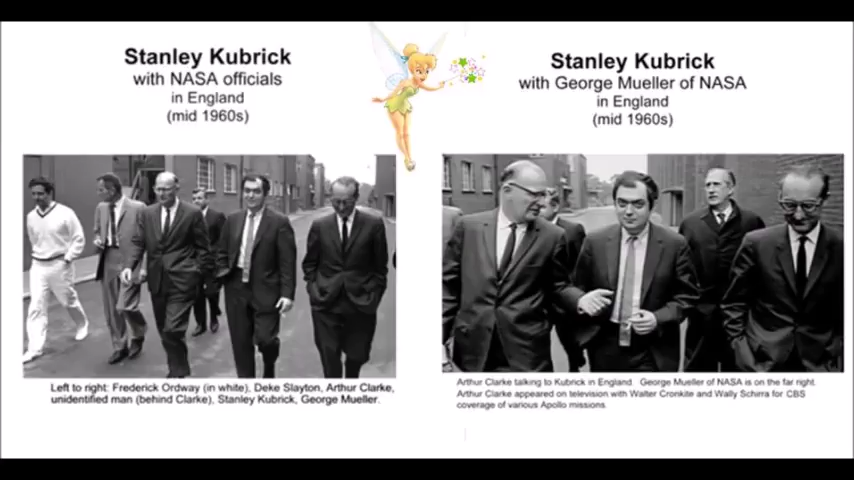 Stanley Kubrick
with NASA officials
in England
(mid 1960s)
Left to right: Frederick Ordway (in white), Deke Slayton, Arthur Clarke,
unidentified man (behind Clarke), Stanley Kubrick, George Mueller.
Stanley Kubrick
with George Mueller of NASA
in England
(mid 1960s)
Arthur Clarke talking to Kubrick in England. George Mueller of NASA is on the far right.
Arthur Clarke appeared on television with Walter Cronkite and Wally Schirra for CBS
coverage of various Apollo missions.